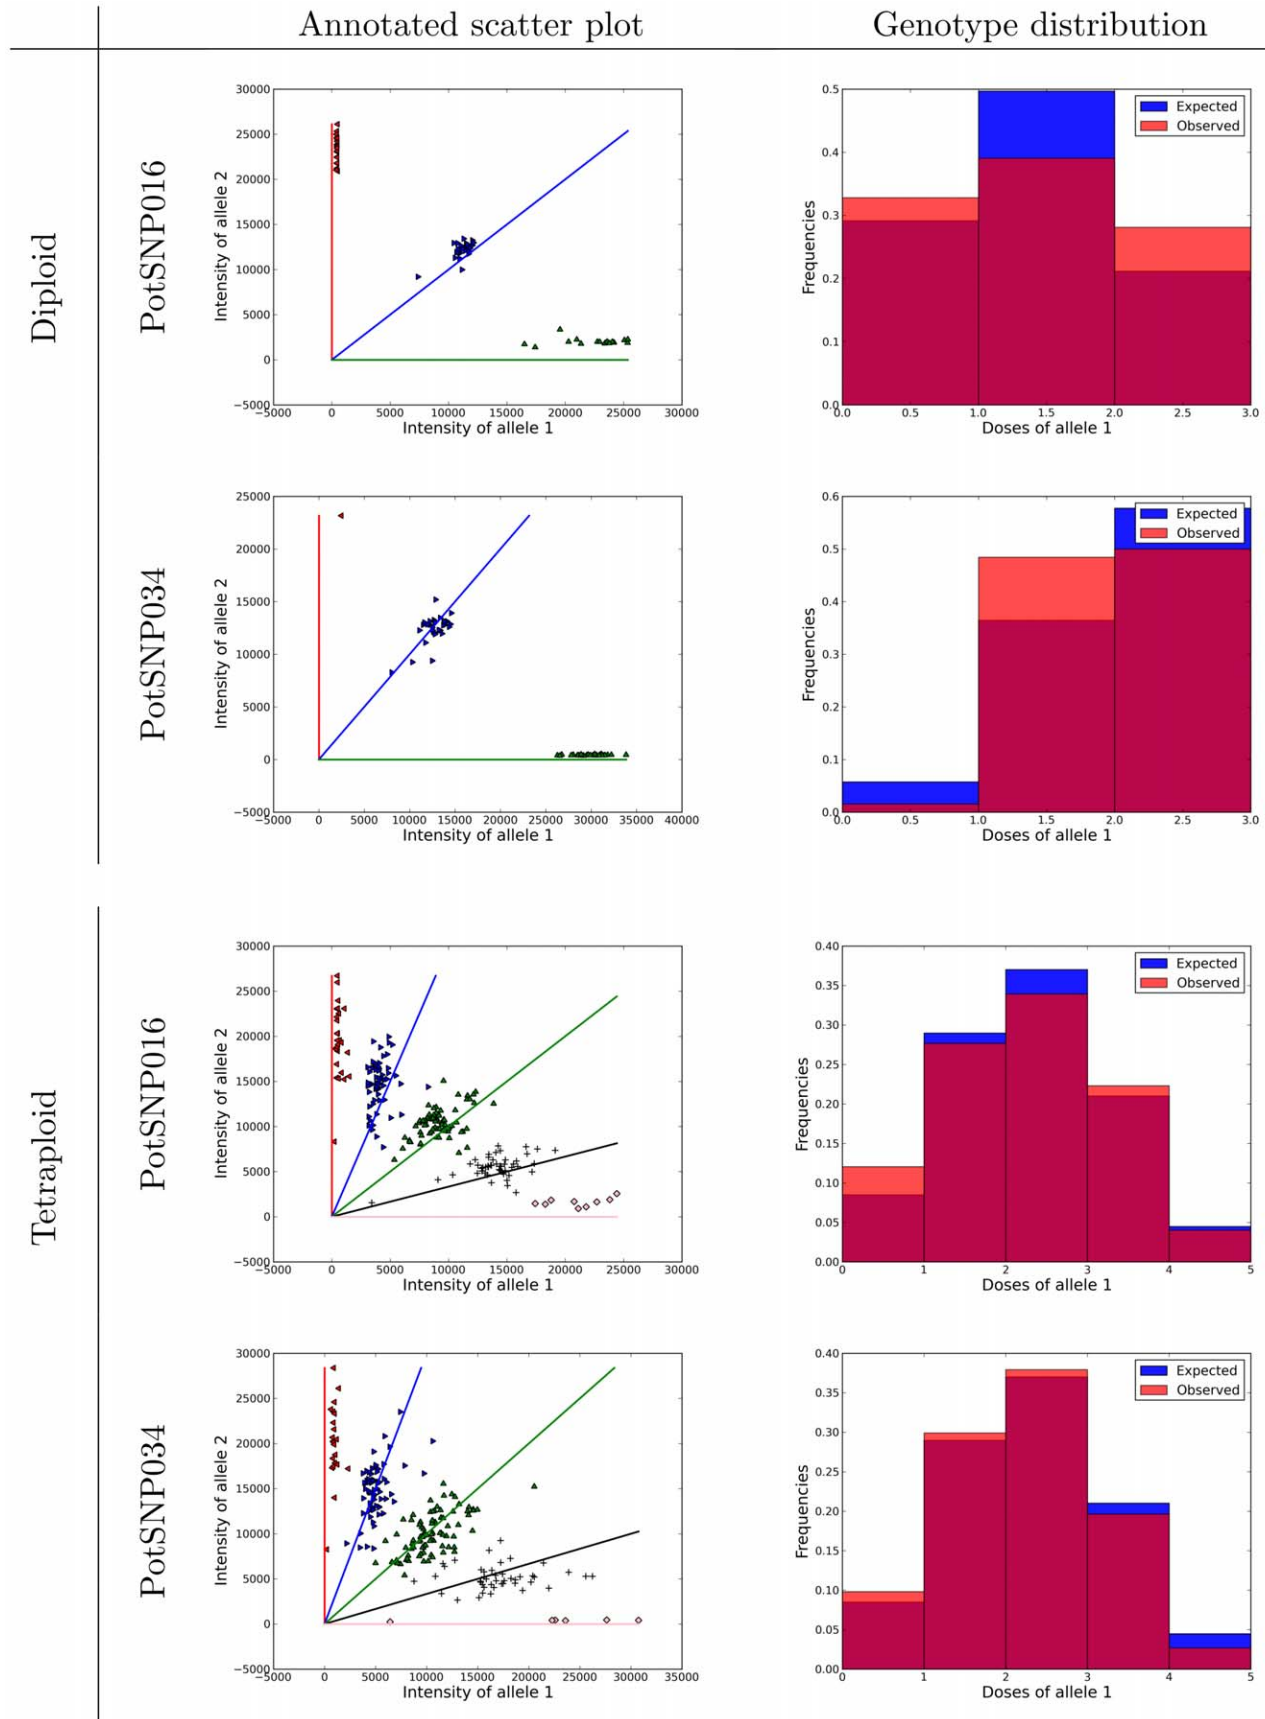 Annotated scatter plot Genotype distribution
Diploid
PotSNP016
30000
25000
20000
15000
10000
5000
0
−5000
Intensity of allele 2
−5000 0 5000 10000 15000 20000 25000 30000
Intensity of allele 1
0.5
0.4
0.3
0.2
0.1
0.0
Frequencies
Expected
Observed
0.0 0.5 1.0 1.5 2.0 2.5 3.0
Doses of allele 1
PotSNP034
25000
20000
15000
10000
5000
0
−5000
Intensity of allele 2
−5000 0 5000 10000 15000 20000 25000 30000 35000 40000
Intensity of allele 1
0.6
0.5
0.4
0.3
0.2
0.1
0.0
Frequencies
Expected
Observed
0.0 0.5 1.0 1.5 2.0 2.5 3.0
Doses of allele 1
Tetraploid
PotSNP016
30000
25000
20000
15000
10000
5000
0
−5000
Intensity of allele 2
−5000 0 5000 10000 15000 20000 25000 30000
Intensity of allele 1
0.40
0.35
0.30
0.25
0.20
0.15
0.10
0.05
0.00
Frequencies
Expected
Observed
0 1 2 3 4 5
Doses of allele 1
PotSNP034
30000
25000
20000
15000
10000
5000
0
−5000
Intensity of allele 2
−5000 0 5000 10000 15000 20000 25000 30000 35000
Intensity of allele 1
0.40
0.35
0.30
0.25
0.20
0.15
0.10
0.05
0.00
Frequencies
Expected
Observed
0 1 2 3 4 5
Doses of allele 1